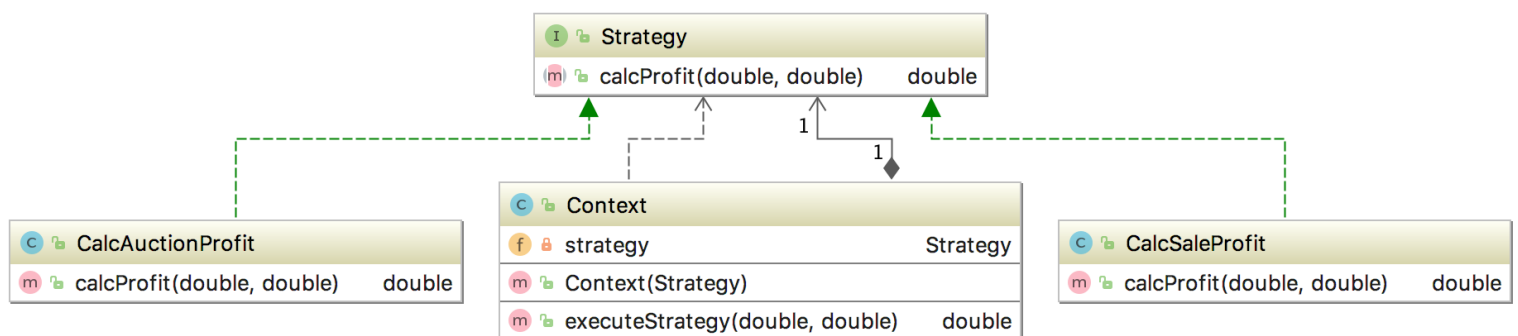 I Strategy
m calcProfit(double, double) double
1
1
C CalcAuctionProfit
m calcProfit(double, double) double
C Context
f strategy Strategy
m Context(Strategy)
m executeStrategy(double, double) double
C CalcSaleProfit
m calcProfit(double, double) double